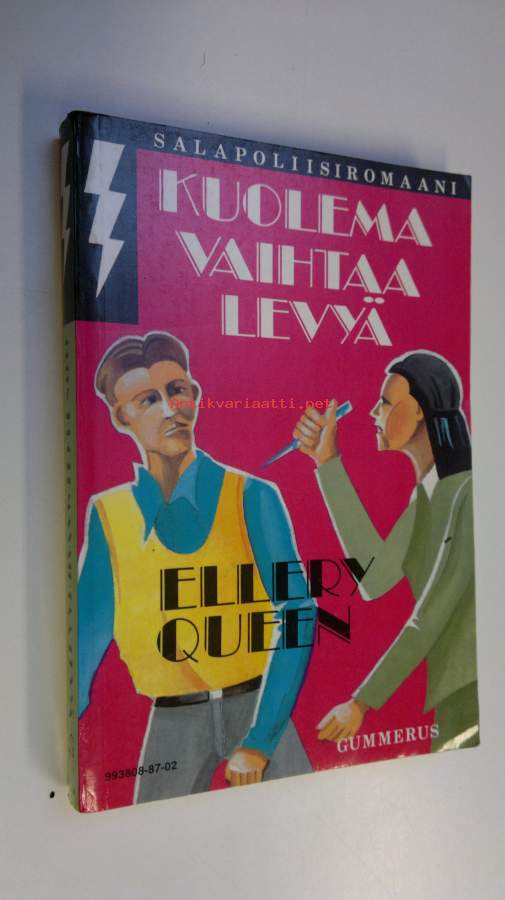 SALAPOLIISIROMAANI
KUOLEMA
VAIHTAA
LEVYÄ
Antikvariaatti.net
ELLERY
QUEEN
GUMMERUS
993808-87-02